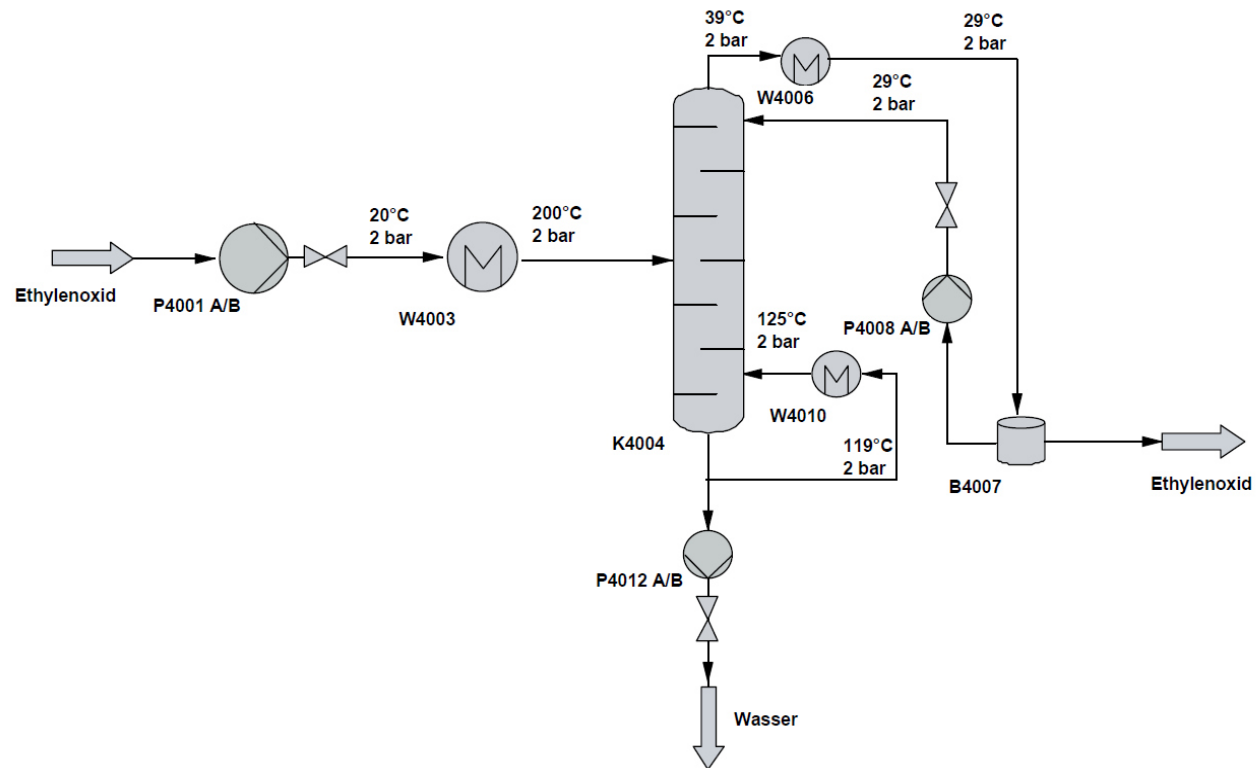 39°C
2 bar
29°C
2 bar
W4006
29°C
2 bar
20°C
2 bar
200°C
2 bar
Ethylenoxid
P4001 A/B
W4003
125°C
2 bar
P4008 A/B
W4010
K4004
119°C
2 bar
B4007
Ethylenoxid
P4012 A/B
Wasser